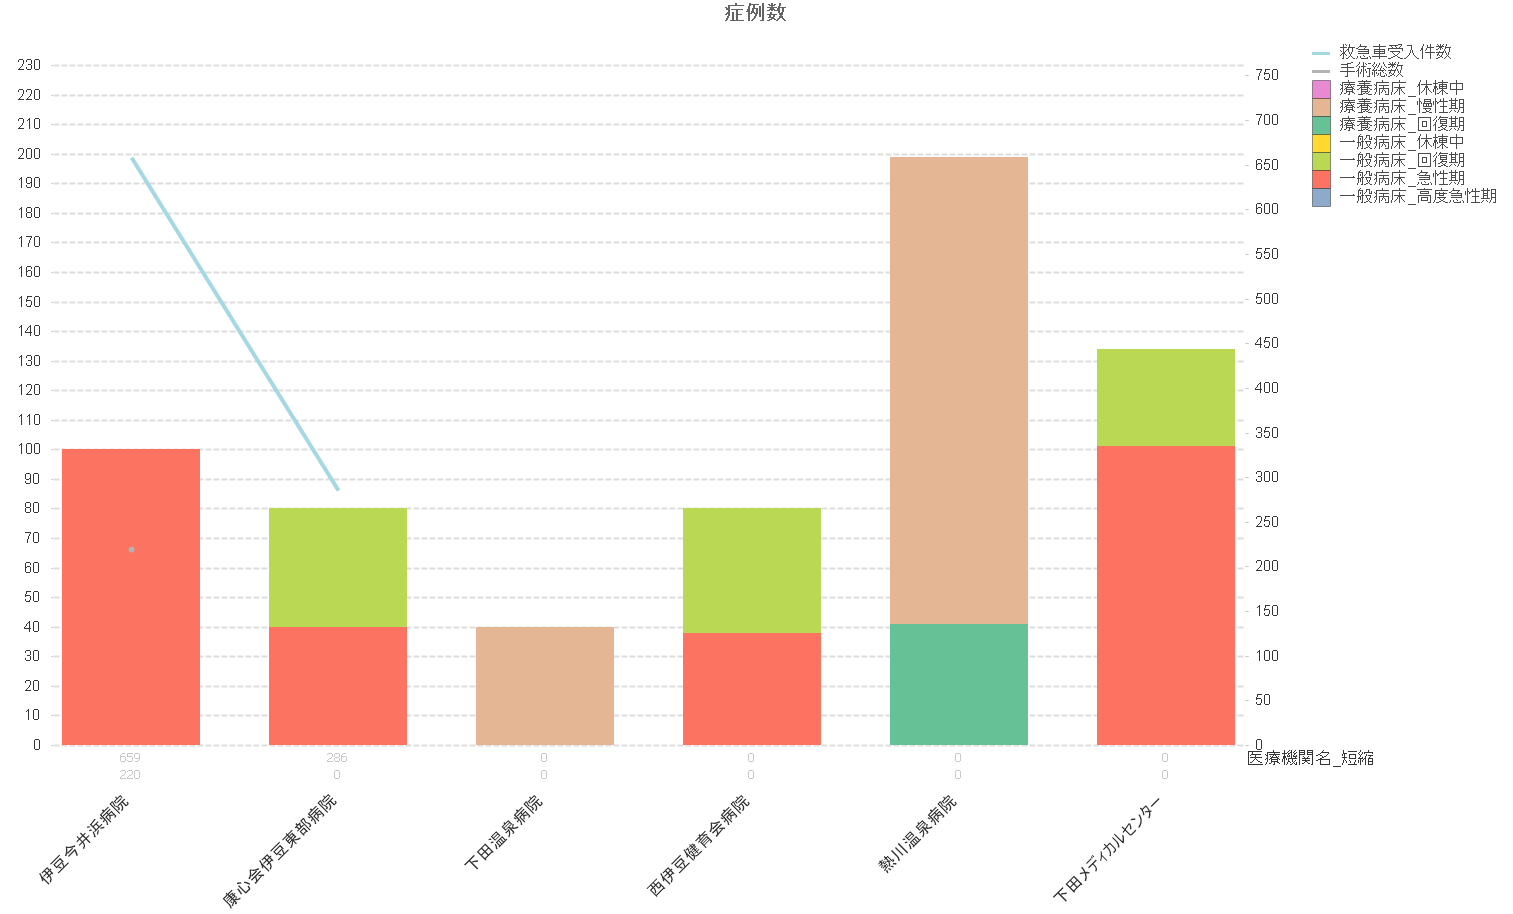 症例数
救急車受入件数
手術総数
療養病床_休棟中
療養病床_慢性期
療養病床_回復期
一般病床_休棟中
一般病床_回復期
一般病床_急性期
一般病床_高度急性期
230
220
210
200
190
180
170
160
150
140
130
120
110
100
90
80
70
60
50
40
30
20
10
0
750
700
650
600
550
500
450
400
350
300
250
200
150
100
50
0
659 286 0 0 0 0
220 0 0 0 0 0
医療機関名_短縮
伊豆今井浜病院
康心会伊豆東部病院
下田温泉病院
西伊豆健育会病院
熱川温泉病院
下田メディカルセンター